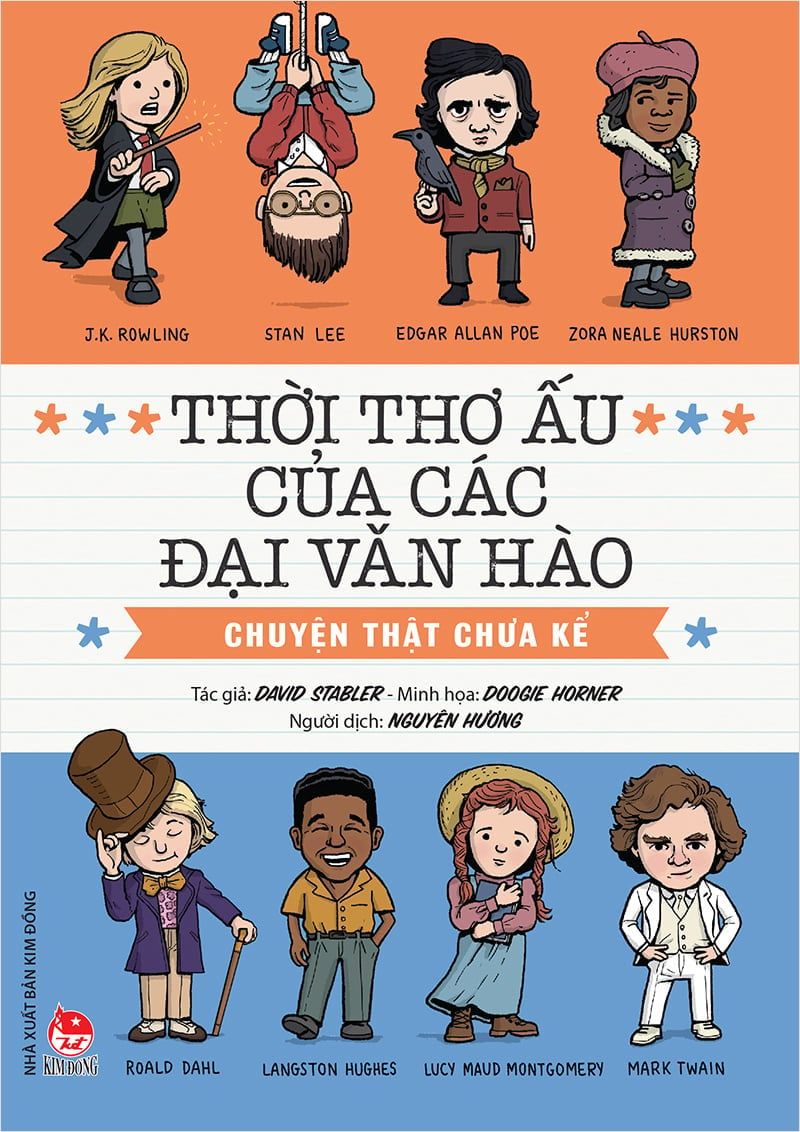 J.K. ROWLING
STAN LEE
EDGAR ALLAN POE
ZORA NEALE HURSTON
THỜI THƠ ẤU
CỦA CÁC
ĐẠI VĂN HÀO
CHUYỆN THẬT CHƯA KỂ
Tác giả: DAVID STABLER - Minh họa: DOOGIE HORNER
Người dịch: NGUYÊN HƯƠNG
NHÀ XUẤT BẢN KIM ĐỒNG
KIM ĐỒNG
ROALD DAHL
LANGSTON HUGHES
LUCY MAUD MONTGOMERY
MARK TWAIN